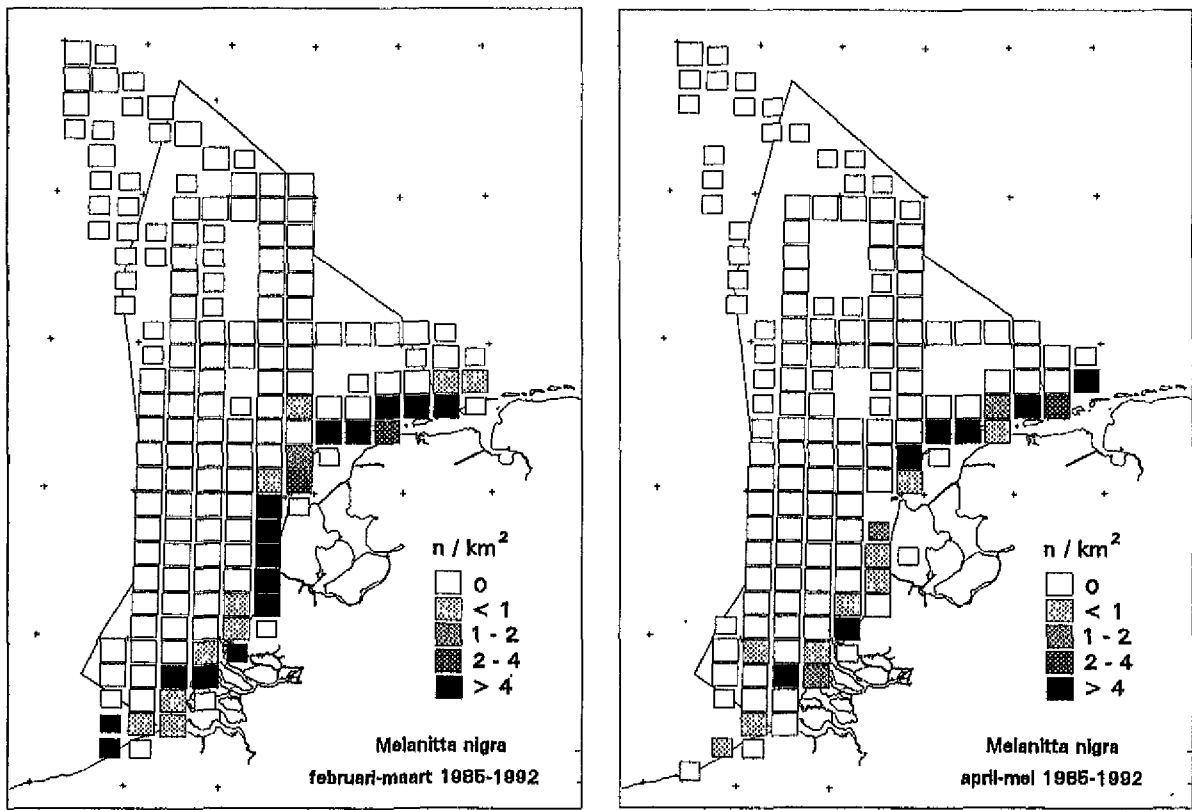 n / km²
0
< 1
1 - 2
2 - 4
> 4
Melanitta nigra
februari-maart 1985-1992
n / km²
0
< 1
1 - 2
2 - 4
> 4
Melanitta nigra
april-mei 1985-1992